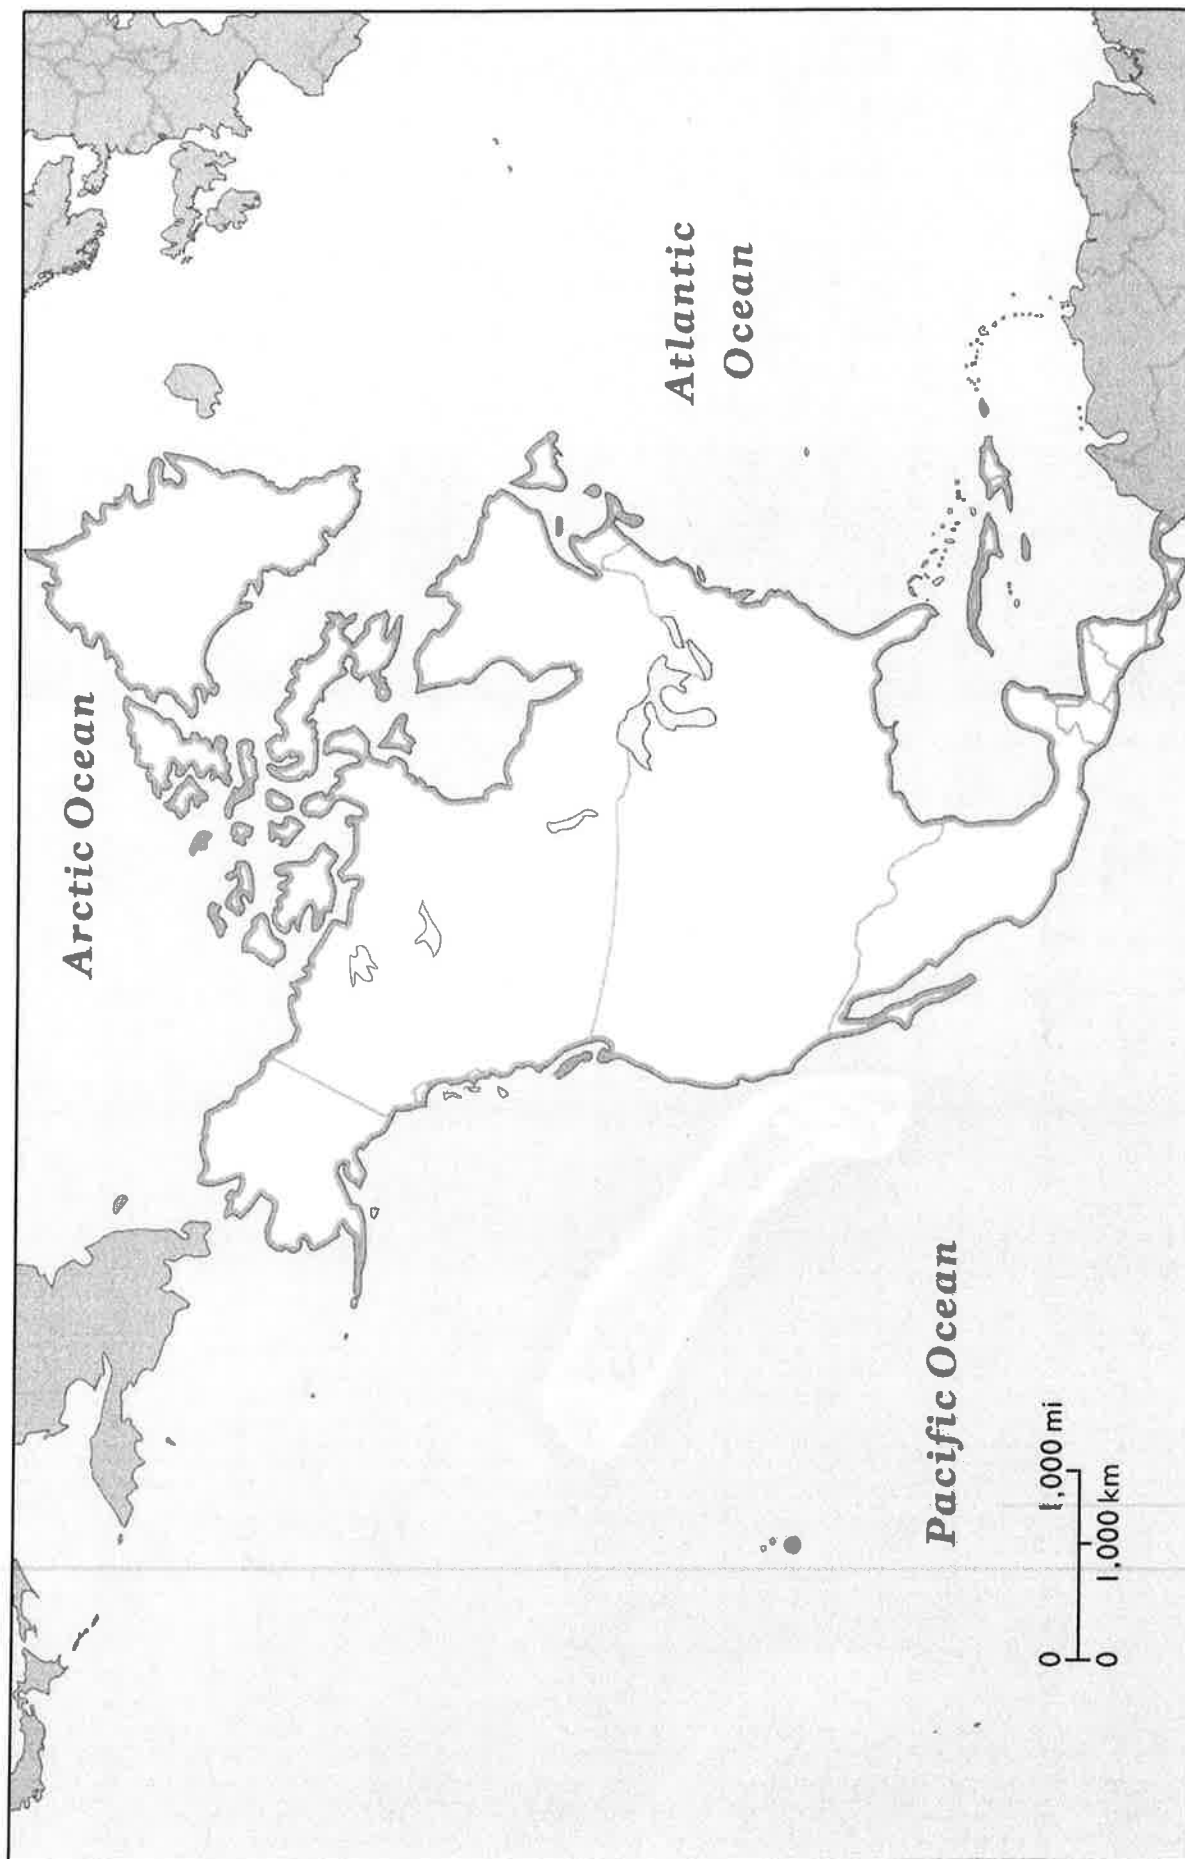 Arctic Ocean
Atlantic
Ocean
Pacific Ocean
0 1,000 mi
0 1,000 km